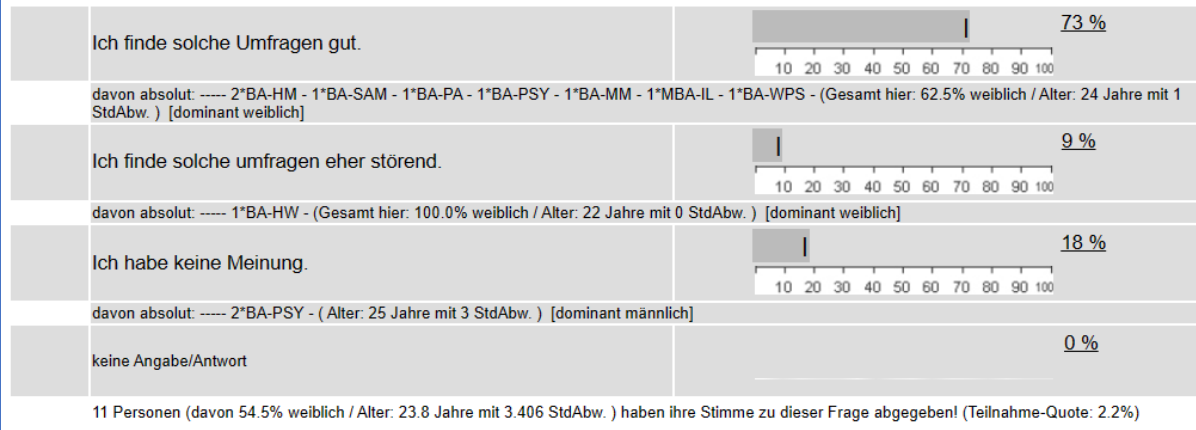 Ich finde solche Umfragen gut.
73 %
10 20 30 40 50 60 70 80 90 100
davon absolut: ----- 2*BA-HM - 1*BA-SAM - 1*BA-PA - 1*BA-PSY - 1*BA-MM - 1*MBA-IL - 1*BA-WPS - (Gesamt hier: 62.5% weiblich / Alter: 24 Jahre mit 1
StdAbw. ) [dominant weiblich]
Ich finde solche umfragen eher störend.
9 %
10 20 30 40 50 60 70 80 90 100
davon absolut: ----- 1*BA-HW - (Gesamt hier: 100.0% weiblich / Alter: 22 Jahre mit 0 StdAbw. ) [dominant weiblich]
Ich habe keine Meinung.
18 %
10 20 30 40 50 60 70 80 90 100
davon absolut: ----- 2*BA-PSY - ( Alter: 25 Jahre mit 3 StdAbw. ) [dominant männlich]
keine Angabe/Antwort
0 %
11 Personen (davon 54.5% weiblich / Alter: 23.8 Jahre mit 3.406 StdAbw. ) haben ihre Stimme zu dieser Frage abgegeben! (Teilnahme-Quote: 2.2%)